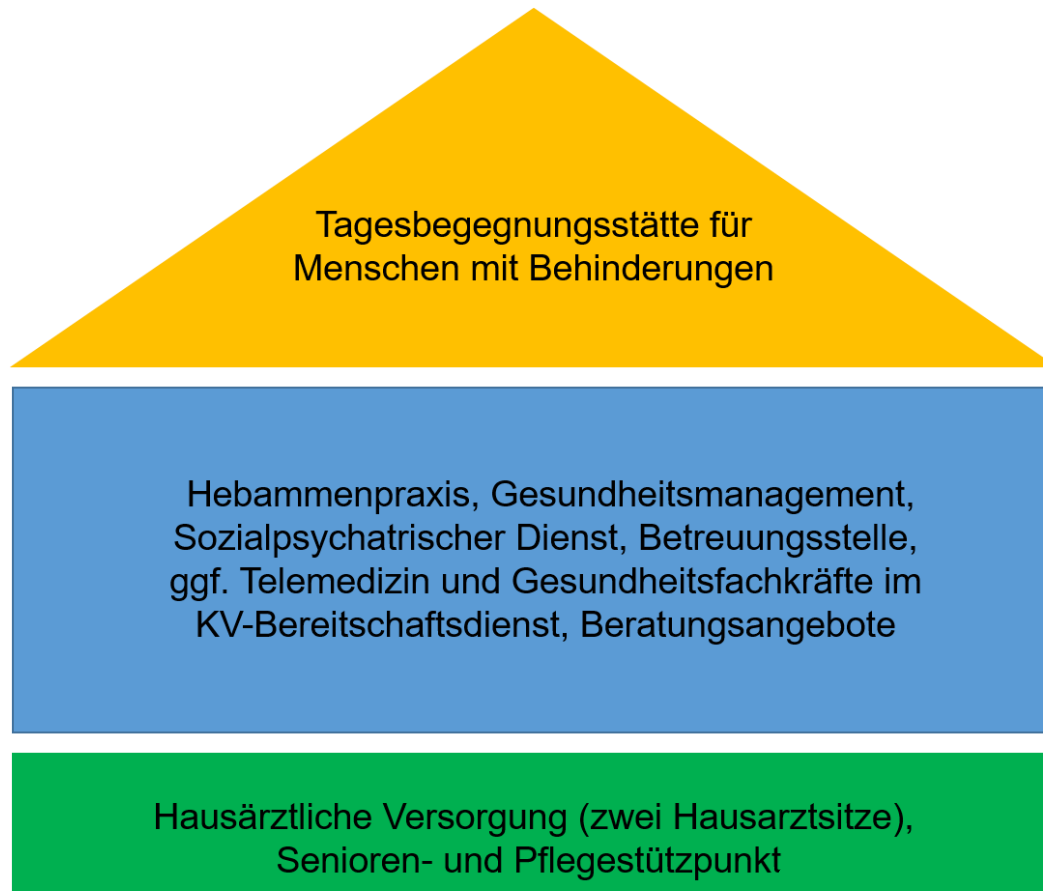 Tagesbegegnungsstätte für
Menschen mit Behinderungen
Hebammenpraxis, Gesundheitsmanagement,
Sozialpsychatrischer Dienst, Betreuungsstelle,
ggf. Telemedizin und Gesundheitsfachkräfte im
KV-Bereitschaftsdienst, Beratungsangebote
Hausärztliche Versorgung (zwei Hausarztsitze),
Senioren- und Pflegestützpunkt